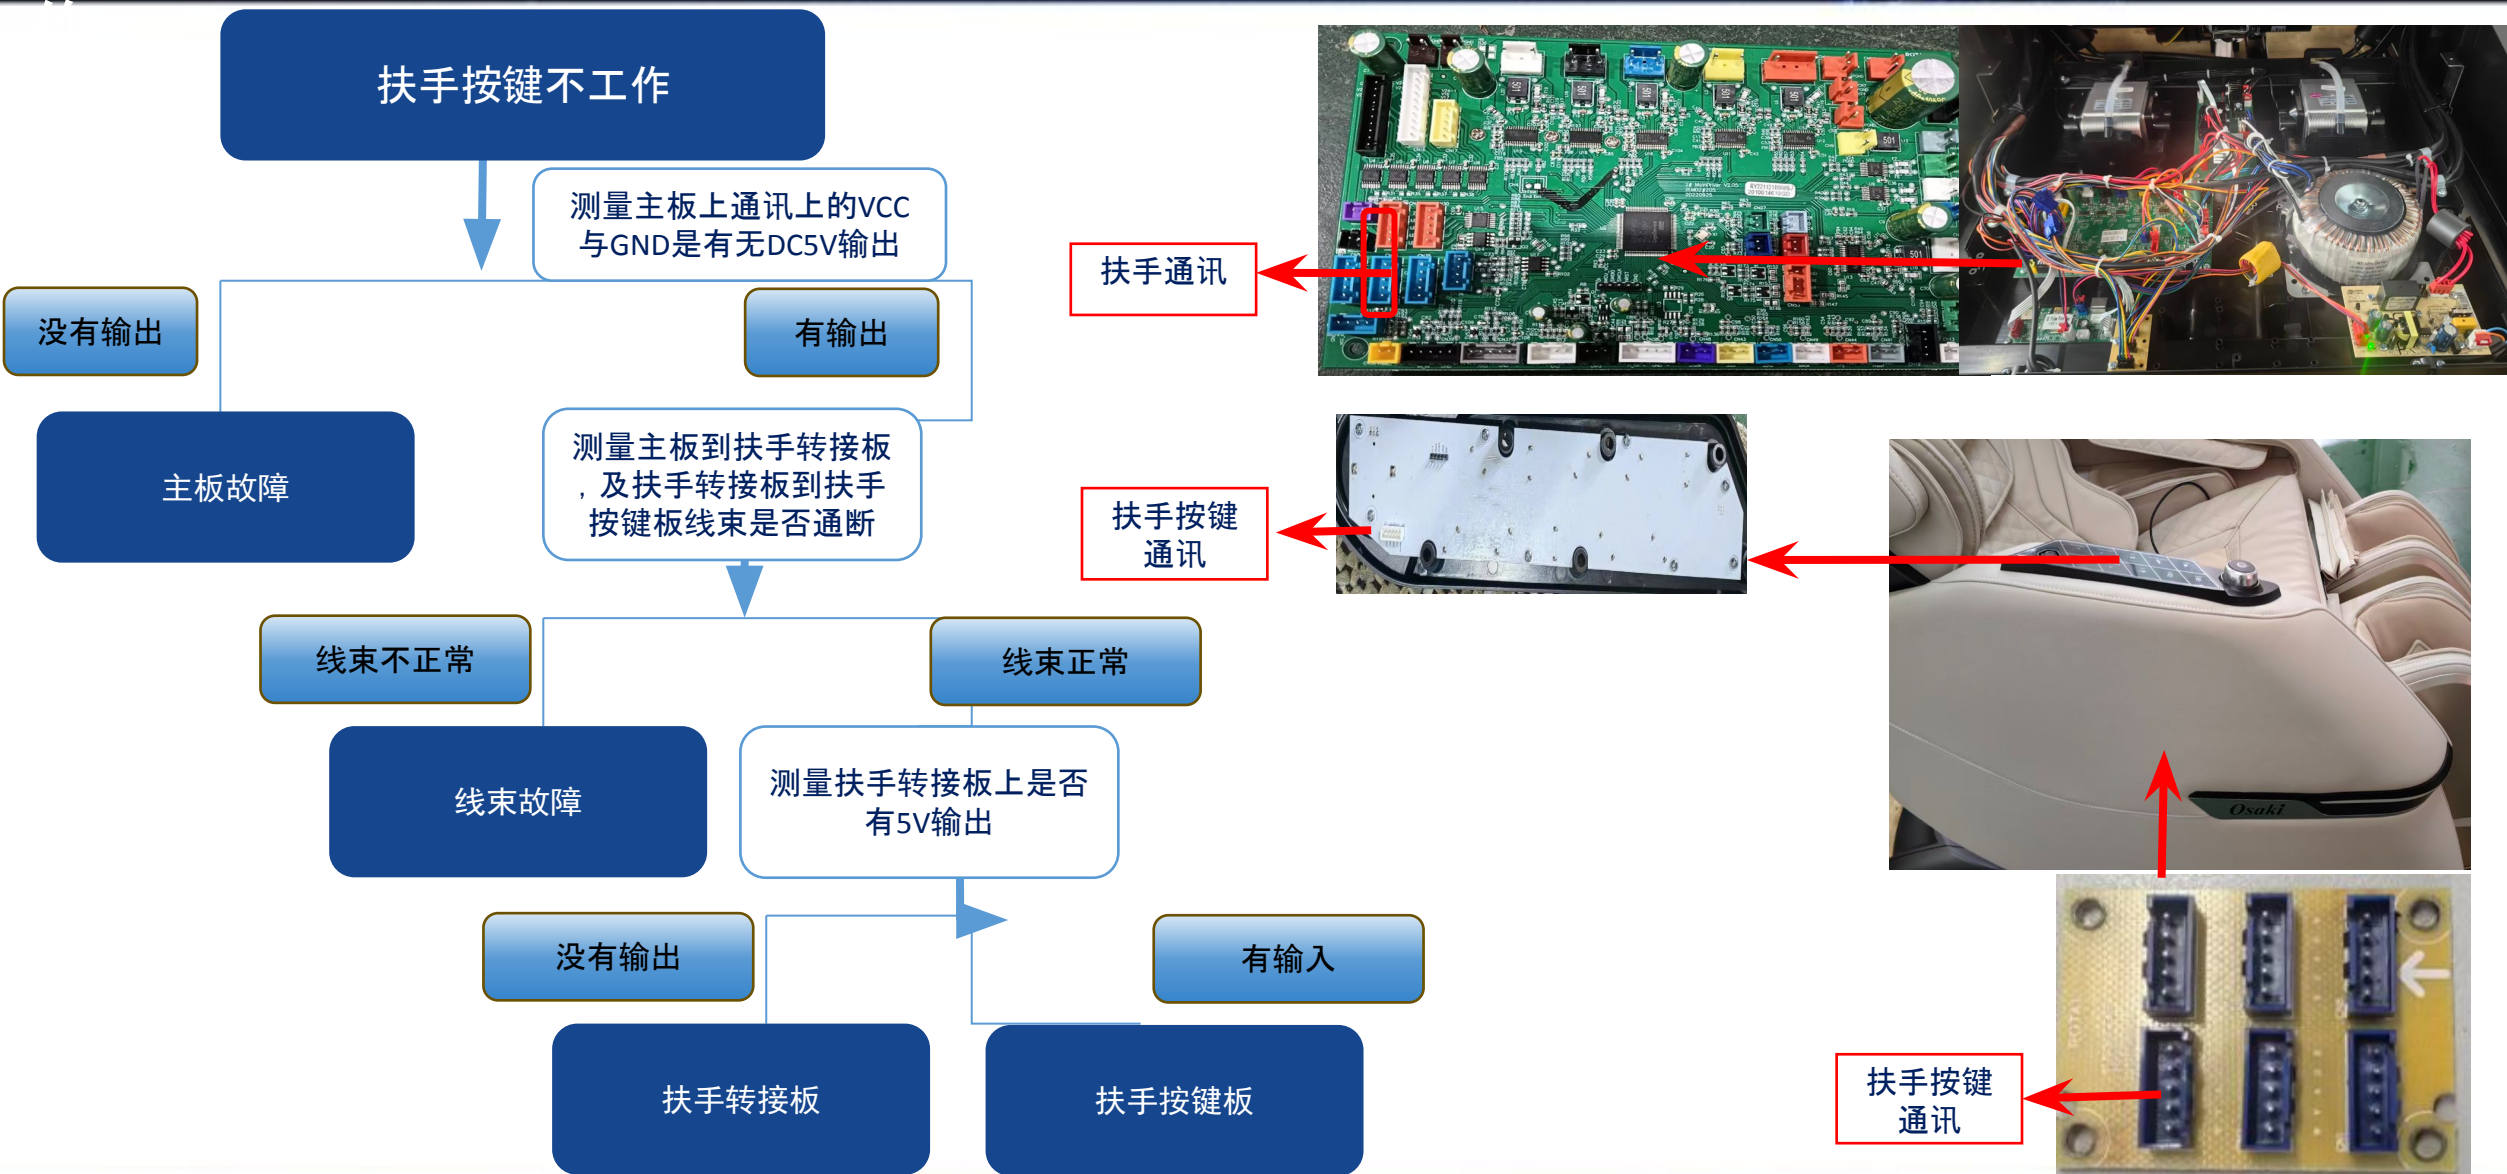 扶手按键不工作
测量主板上通讯上的VCC
与GND是有无DC5V输出
没有输出
有输出
主板故障
测量主板到扶手转接板
，及扶手转接板到扶手
按键板线束是否通断
线束不正常
线束正常
线束故障
测量扶手转接板上是否
有5V输出
没有输出
有输入
扶手转接板
扶手按键板
扶手通讯
扶手按键
通讯
Osaki
扶手按键
通讯